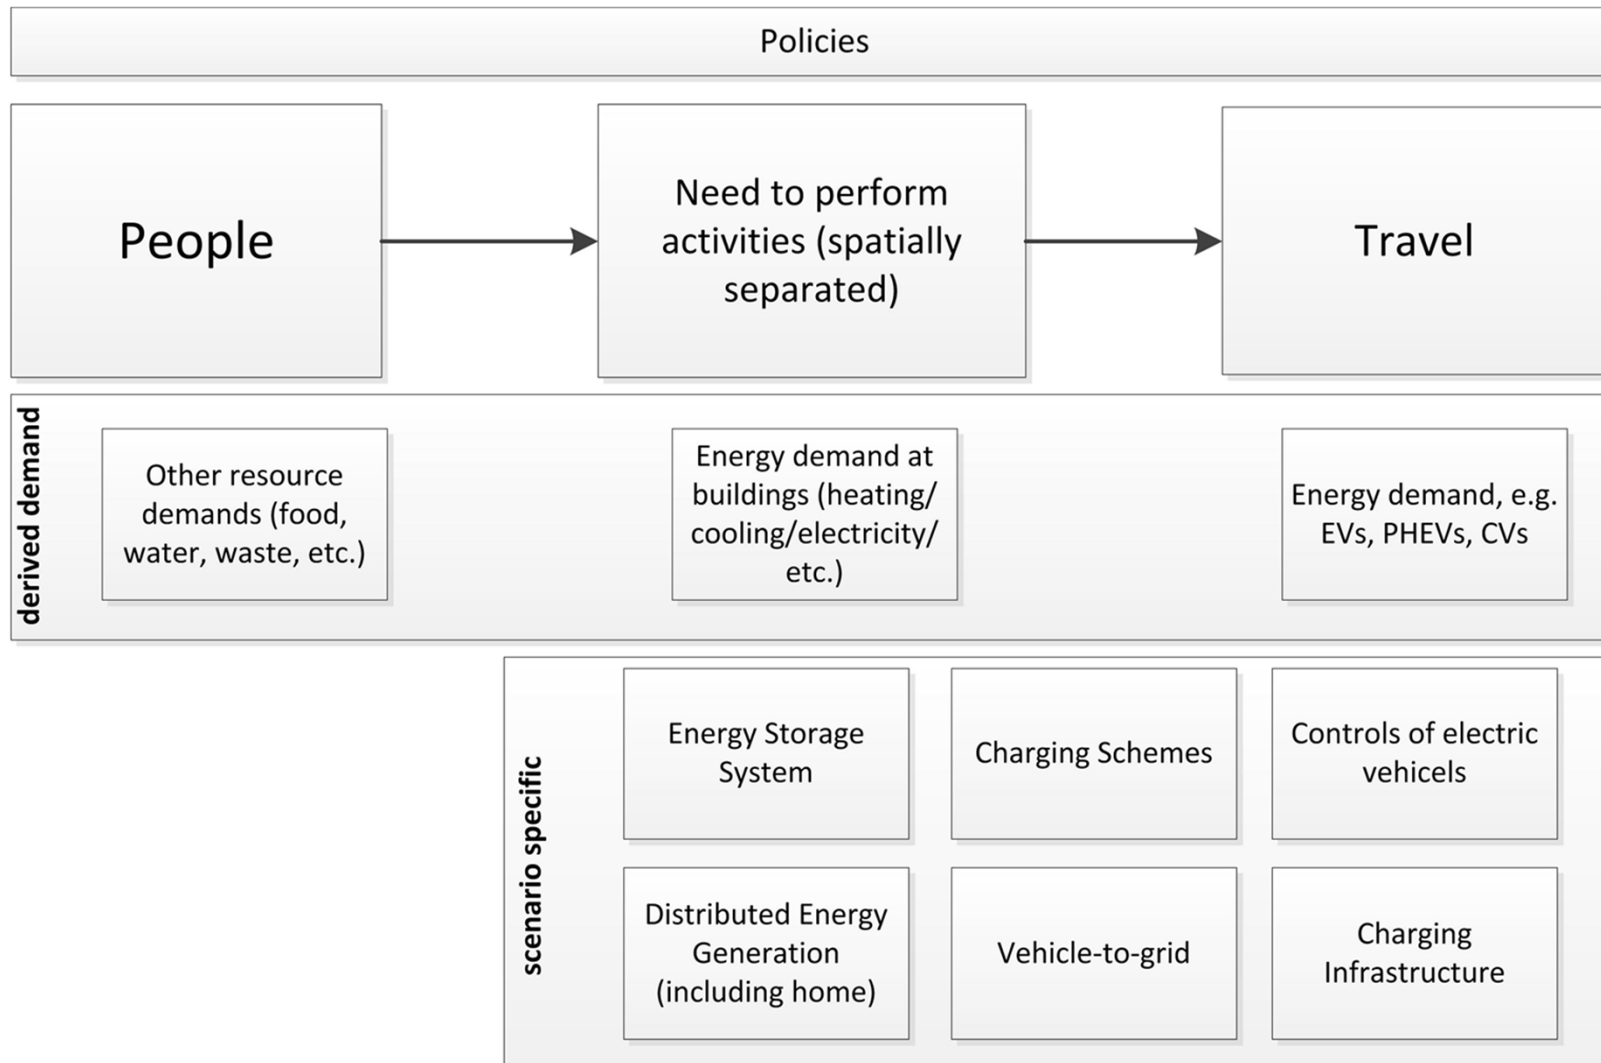 Policies
People
Need to perform
activities (spatially
separated)
Travel
derived demand
Other resource
demands (food,
water, waste, etc.)
Energy demand at
buildings (heating/
cooling/electricity/
etc.)
Energy demand, e.g.
EVs, PHEVs, CVs
scenario specific
Energy Storage
System
Charging Schemes
Controls of electric
vehicels
Distributed Energy
Generation
(including home)
Vehicle-to-grid
Charging
Infrastructure